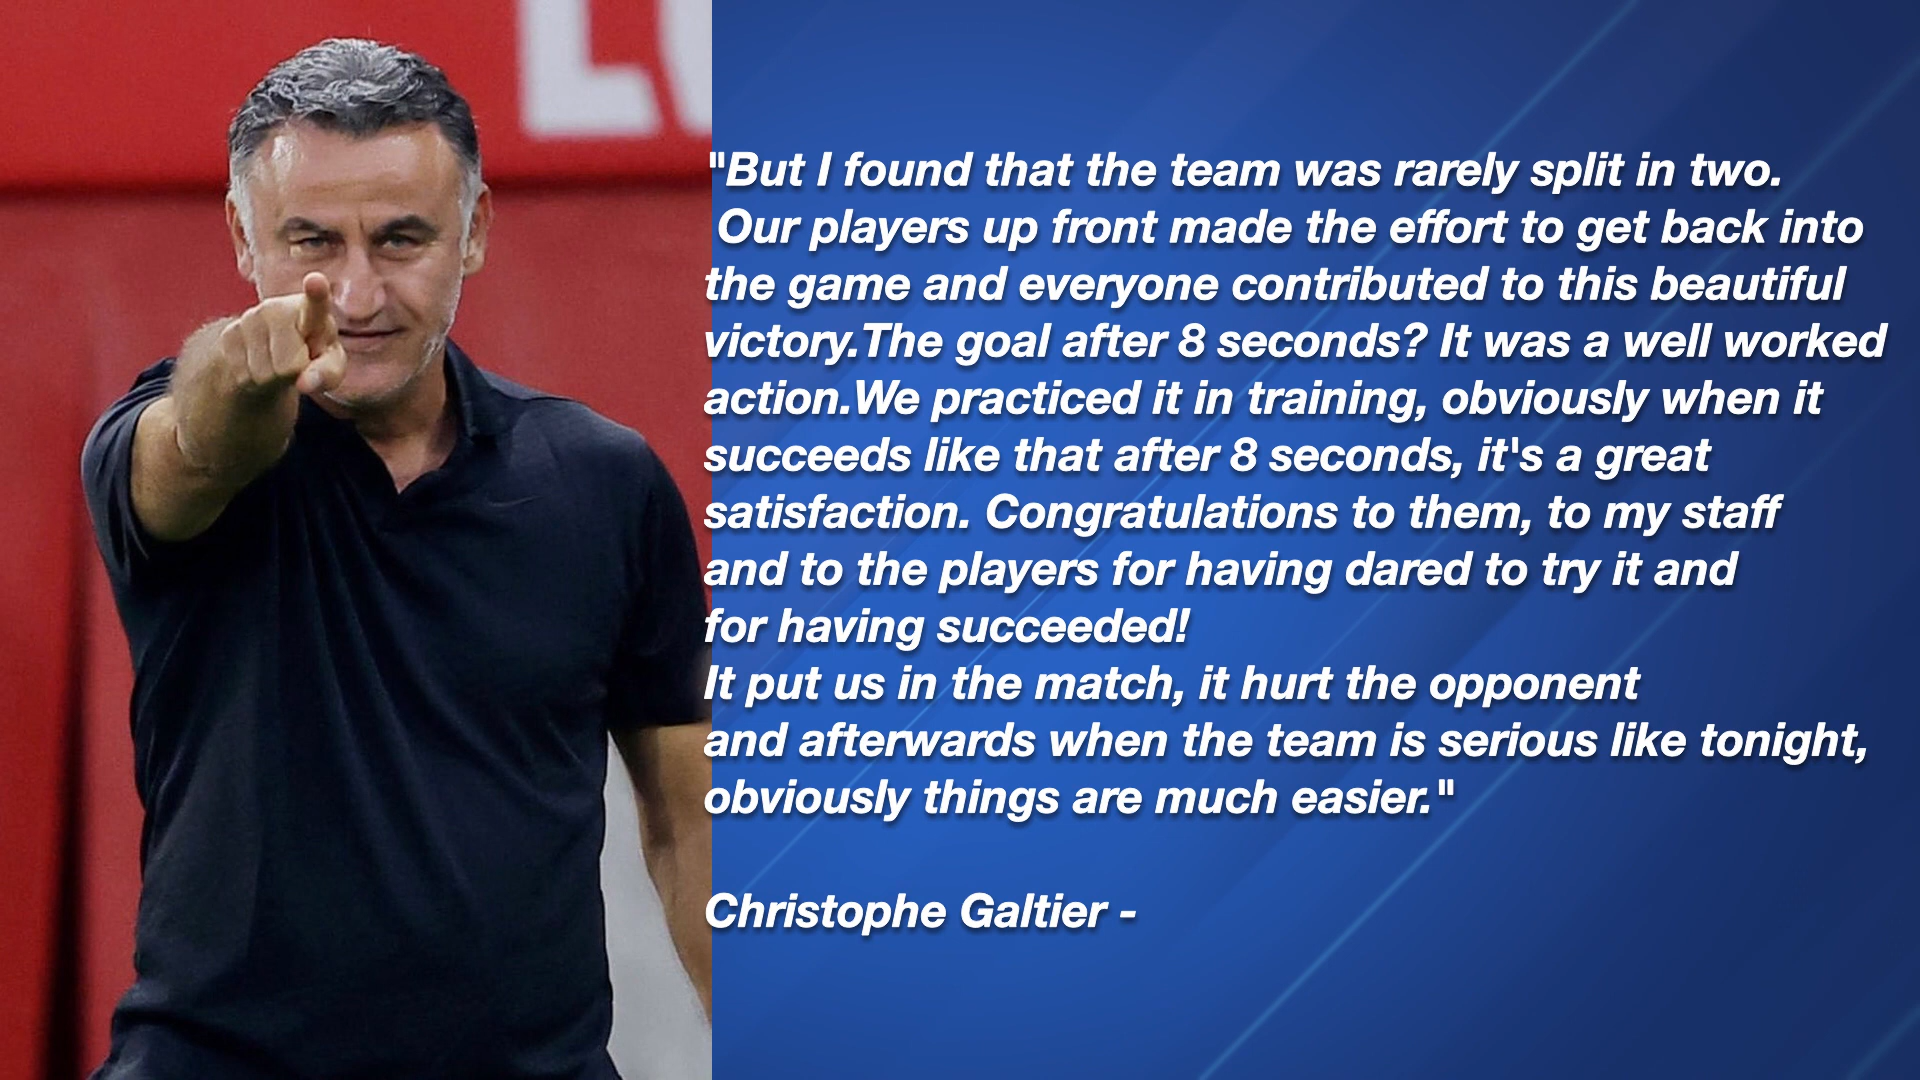 "But I found that the team was rarely split in two.
Our players up front made the effort to get back into
the game and everyone contributed to this beautiful
victory.The goal after 8 seconds? It was a well worked
action.We practiced it in training, obviously when it
succeeds like that after 8 seconds, it's a great
satisfaction. Congratulations to them, to my staff
and to the players for having dared to try it and
for having succeeded!
It put us in the match, it hurt the opponent
and afterwards when the team is serious like tonight,
obviously things are much easier."
Christophe Galtier -